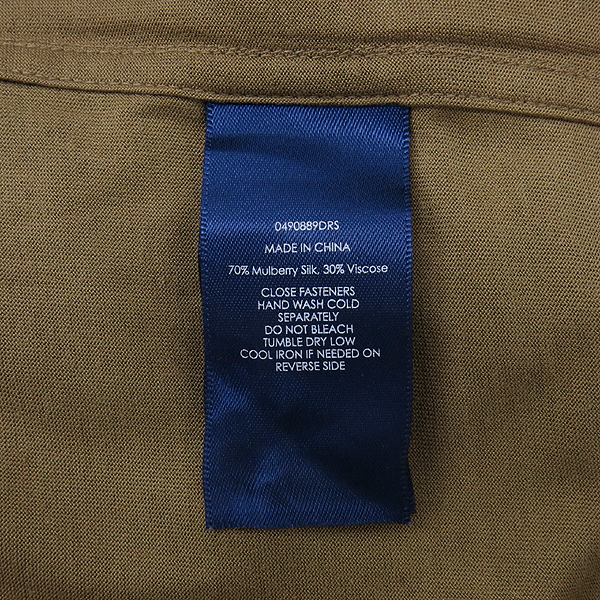 0490889DRS
MADE IN CHINA
70% Mulberry Silk, 30% Viscose
CLOSE FASTENERS
HAND WASH COLD
SEPARATELY
DO NOT BLEACH
TUMBLE DRY LOW
COOL IRON IF NEEDED ON
REVERSE SIDE